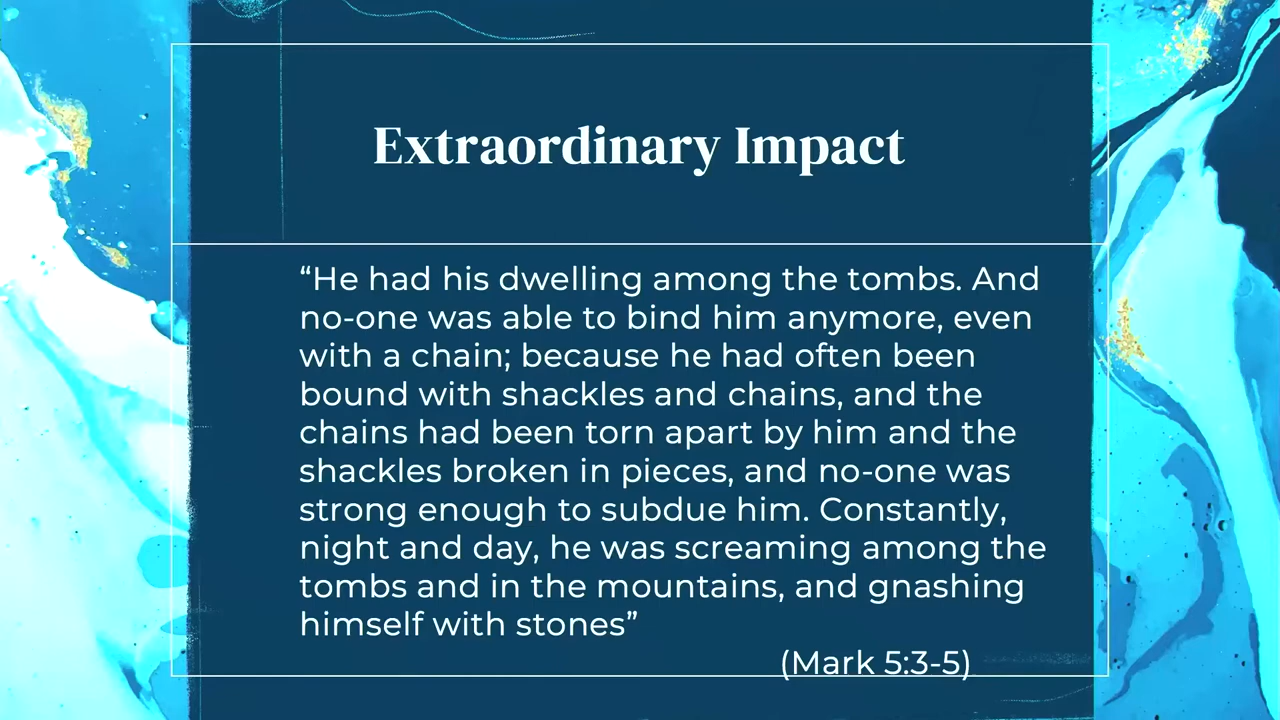 Extraordinary Impact
“He had his dwelling among the tombs. And
no-one was able to bind him anymore, even
with a chain; because he had often been
bound with shackles and chains, and the
chains had been torn apart by him and the
shackles broken in pieces, and no-one was
strong enough to subdue him. Constantly,
night and day, he was screaming among the
tombs and in the mountains, and gnashing
himself with stones”
(Mark 5:3-5)